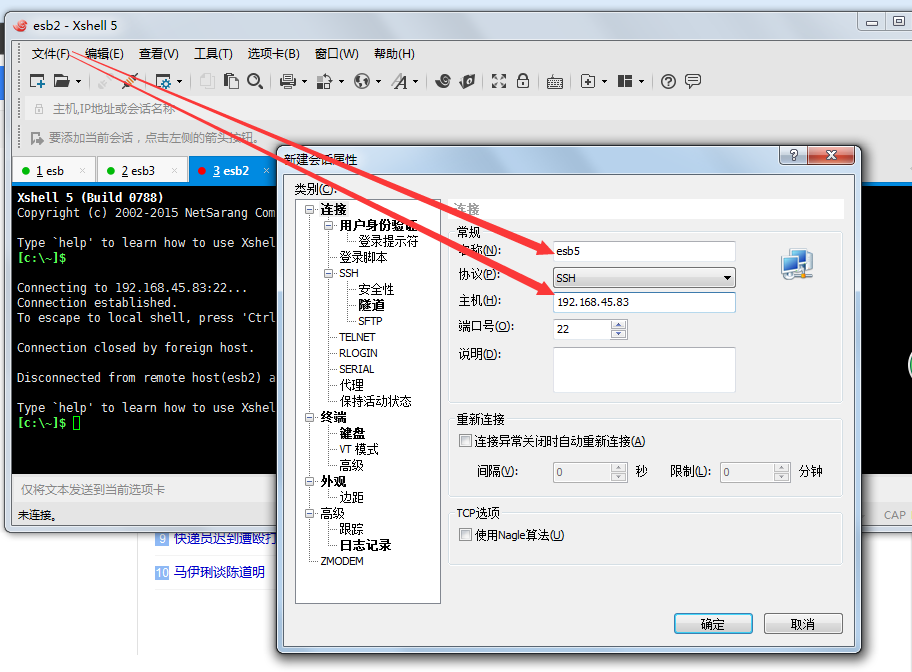 esb2 - Xshell 5
文件(F) 编辑(E) 查看(V) 工具(T) 选项卡(B) 窗口(W) 帮助(H)
主机,IP地址或会话名称
要添加当前会话，点击左侧的箭头按钮。
1 esb × 2 esb3 × 3 esb2 ×
Xshell 5 (Build 0788)
Copyright (c) 2002-2015 NetSarang Com
Type `help' to learn how to use Xshel
[c:\~]$
Connecting to 192.168.45.83:22...
Connection established.
To escape to local shell, press 'Ctrl
Connection closed by foreign host.
Disconnected from remote host(esb2) a
Type `help' to learn how to use Xshel
[c:\~]$
仅将文本发送到当前选项卡
未连接。
CAP
9 快递员迟到遭殴打
10 马伊琍谈陈道明
新建会话属性
?
类别(C):
连接
用户身份验证
登录提示符
登录脚本
SSH
安全性
隧道
SFTP
TELNET
RLOGIN
SERIAL
代理
保持活动状态
终端
键盘
VT 模式
高级
外观
边距
高级
跟踪
日志记录
ZMODEM
连接
常规
名称(N): esb5
协议(P): SSH
主机(H): 192.168.45.83
端口号(O): 22
说明(D):
重新连接
连接异常关闭时自动重新连接(A)
间隔(V): 0 秒 限制(L): 0 分钟
TCP选项
使用Nagle算法(U)
确定 取消